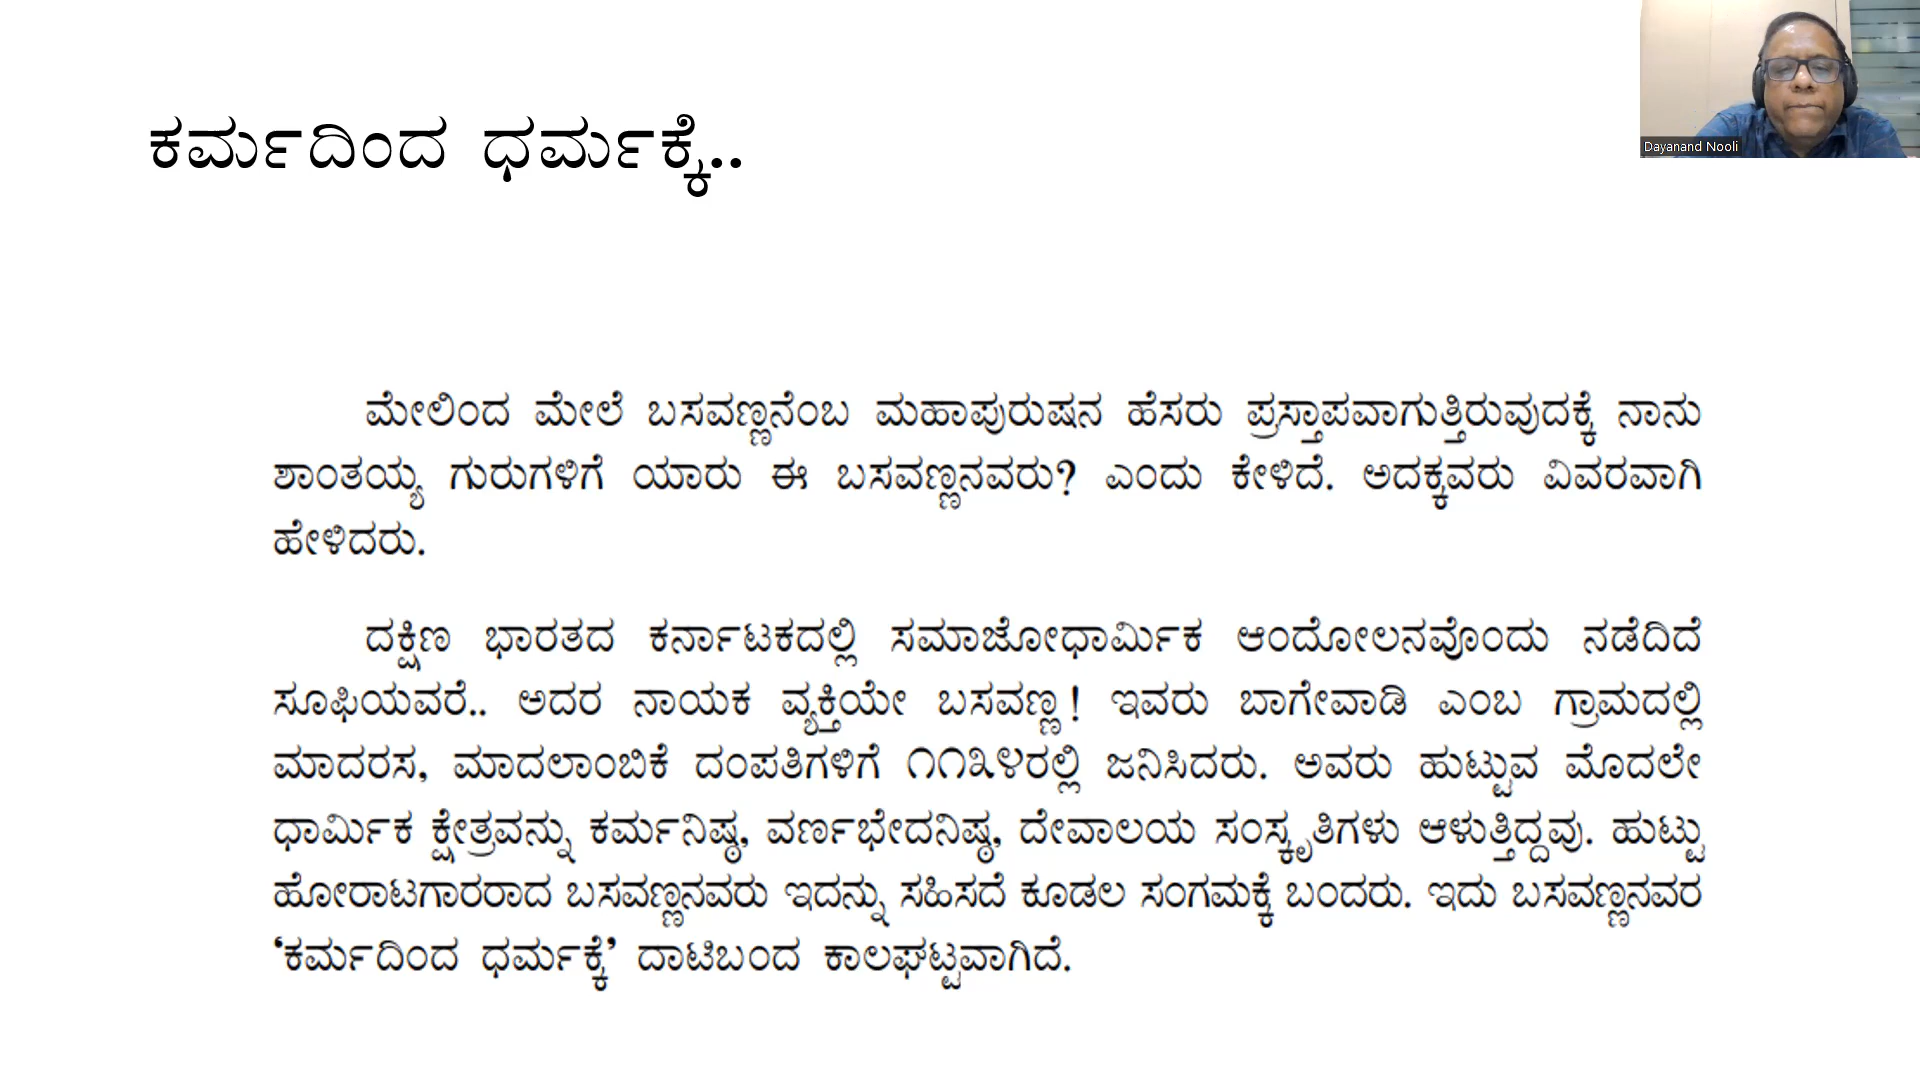 Dayanand Nooli
ಕರ್ಮದಿಂದ ಧರ್ಮಕ್ಕೆ..
ಮೇಲಿಂದ ಮೇಲೆ ಬಸವಣ್ಣನೆಂಬ ಮಹಾಪುರುಷನ ಹೆಸರು ಪ್ರಸ್ತಾಪವಾಗುತ್ತಿರುವುದಕ್ಕೆ ನಾನು
ಶಾಂತಯ್ಯ ಗುರುಗಳಿಗೆ ಯಾರು ಈ ಬಸವಣ್ಣನವರು? ಎಂದು ಕೇಳಿದೆ. ಅದಕ್ಕವರು ವಿವರವಾಗಿ
ಹೇಳಿದರು.
ದಕ್ಷಿಣ ಭಾರತದ ಕರ್ನಾಟಕದಲ್ಲಿ ಸಮಾಜೋಧಾರ್ಮಿಕ ಆಂದೋಲನವೊಂದು ನಡೆದಿದೆ
ಸೂಫಿಯವರೆ.. ಅದರ ನಾಯಕ ವ್ಯಕ್ತಿಯೇ ಬಸವಣ್ಣ! ಇವರು ಬಾಗೇವಾಡಿ ಎಂಬ ಗ್ರಾಮದಲ್ಲಿ
ಮಾದರಸ, ಮಾದಲಾಂಬಿಕೆ ದಂಪತಿಗಳಿಗೆ ೧೧೩೪ರಲ್ಲಿ ಜನಿಸಿದರು. ಅವರು ಹುಟ್ಟುವ ಮೊದಲೇ
ಧಾರ್ಮಿಕ ಕ್ಷೇತ್ರವನ್ನು ಕರ್ಮನಿಷ್ಠ, ವರ್ಣಭೇದನಿಷ್ಠ, ದೇವಾಲಯ ಸಂಸ್ಕೃತಿಗಳು ಆಳುತ್ತಿದ್ದವು. ಹುಟ್ಟು
ಹೋರಾಟಗಾರರಾದ ಬಸವಣ್ಣನವರು ಇದನ್ನು ಸಹಿಸದೆ ಕೂಡಲ ಸಂಗಮಕ್ಕೆ ಬಂದರು. ಇದು ಬಸವಣ್ಣನವರ
‘ಕರ್ಮದಿಂದ ಧರ್ಮಕ್ಕೆ’ ದಾಟಿಬಂದ ಕಾಲಘಟ್ಟವಾಗಿದೆ.